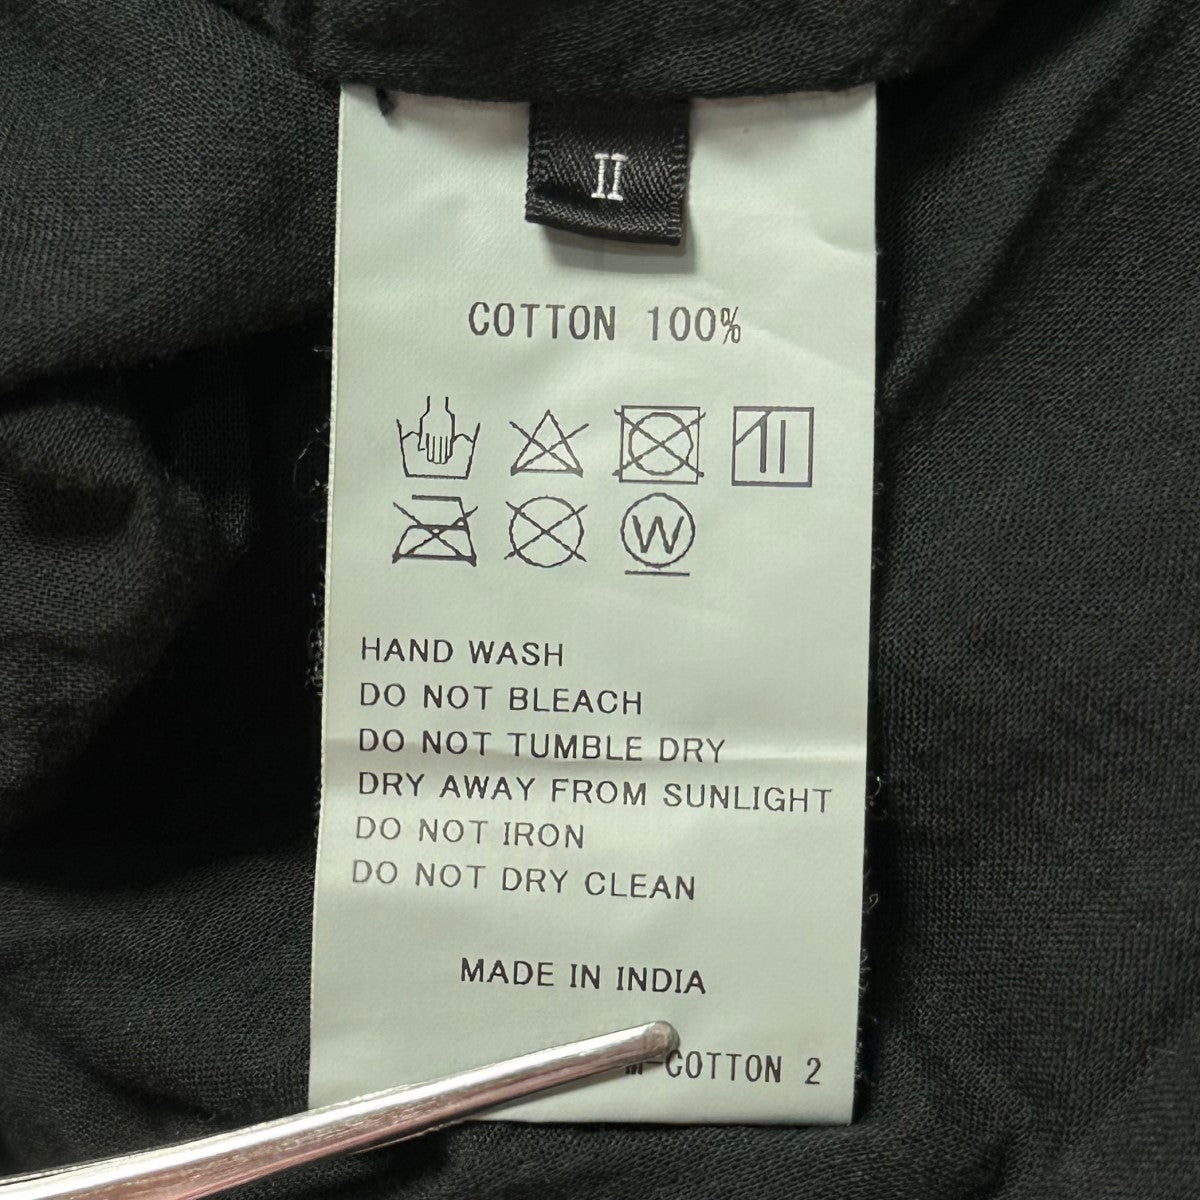 II
COTTON 100%
W
HAND WASH
DO NOT BLEACH
DO NOT TUMBLE DRY
DRY AWAY FROM SUNLIGHT
DO NOT IRON
DO NOT DRY CLEAN
MADE IN INDIA
COTTON 2